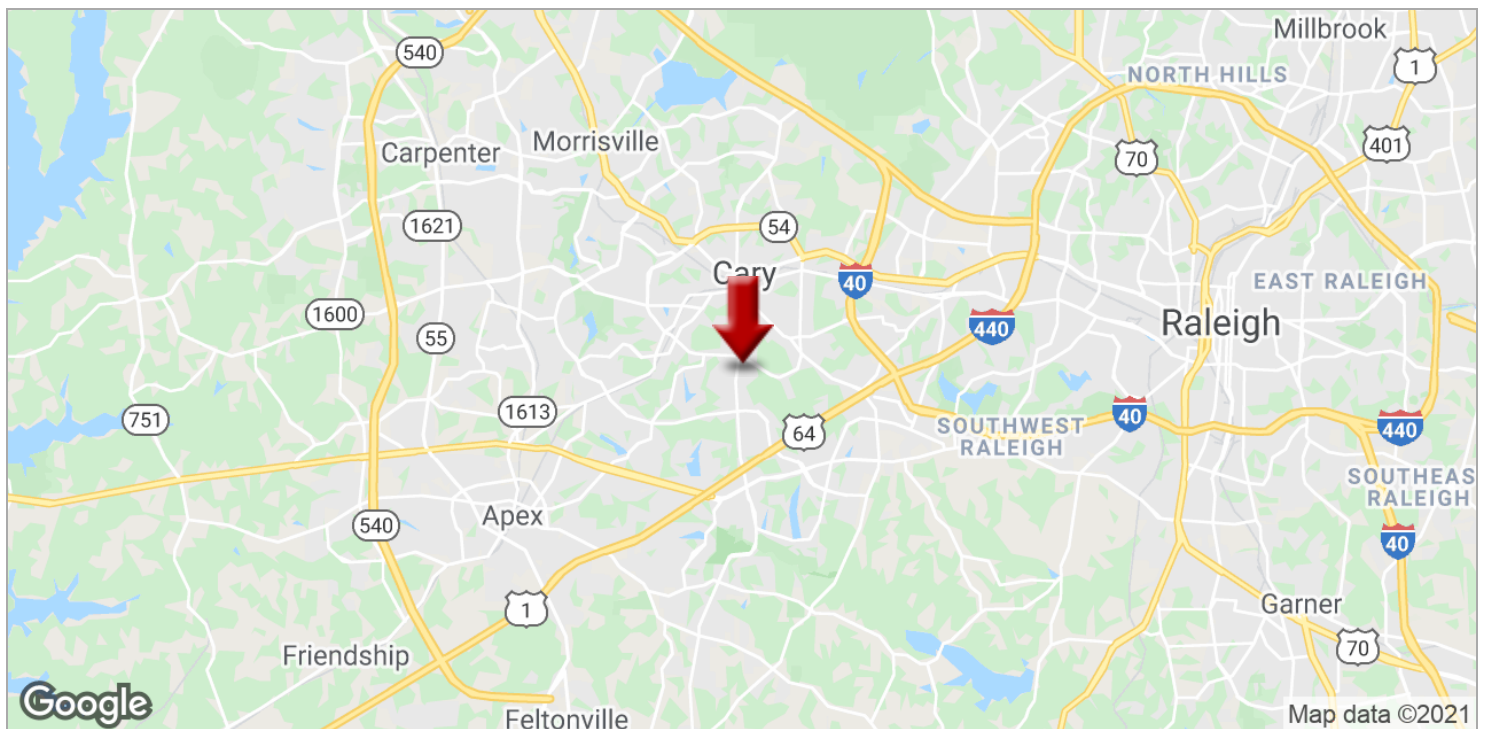 Millbrook
540
1
NORTH HILLS
Morrisville
401
Carpenter
70
1621
54
Cary
40
EAST RALEIGH
1600
440
Raleigh
55
1613
751
40
64
SOUTHWEST
RALEIGH
440
SOUTHEAS
RALEIGH
Apex
540
40
1
Garner
Friendship
70
Google
Feltonville
Map data ©2021